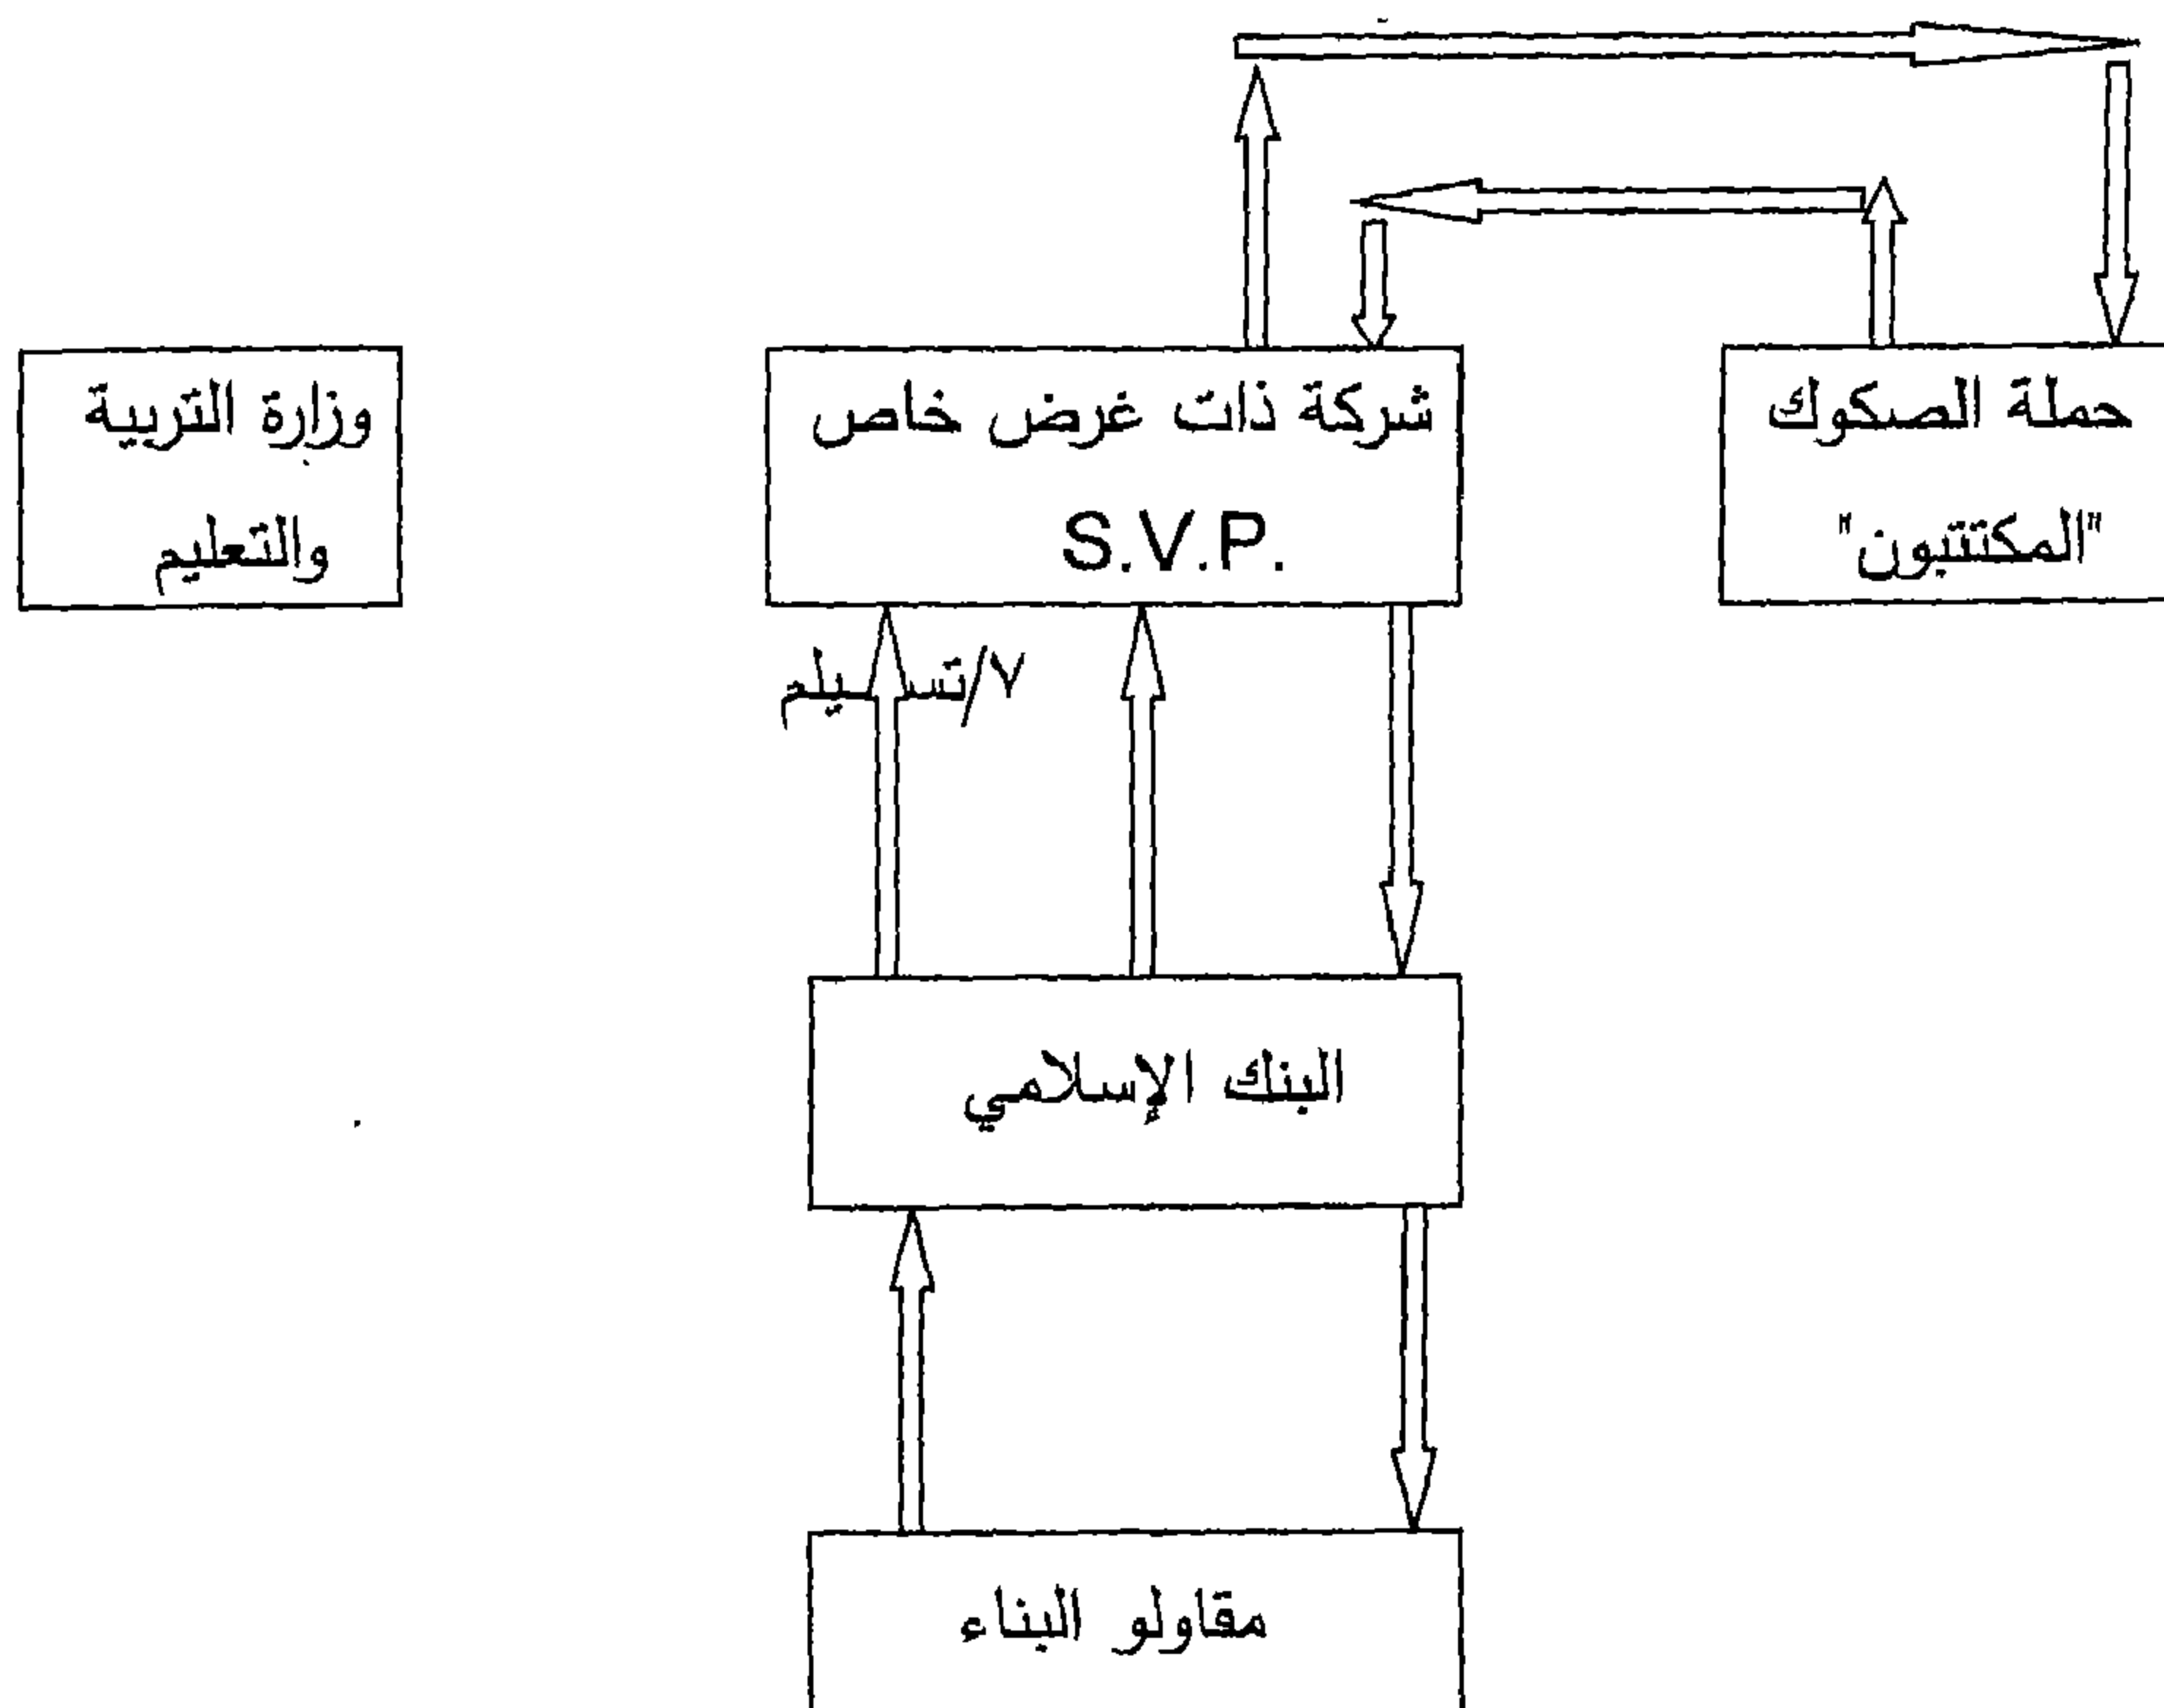 حملة الصكوك
"المكتتبون"
شركة ذات غرض خاص
S.V.P.
وزارة التربية
والتعليم
٧/تسليم
البنك الإسلامي
مقاولو البناء